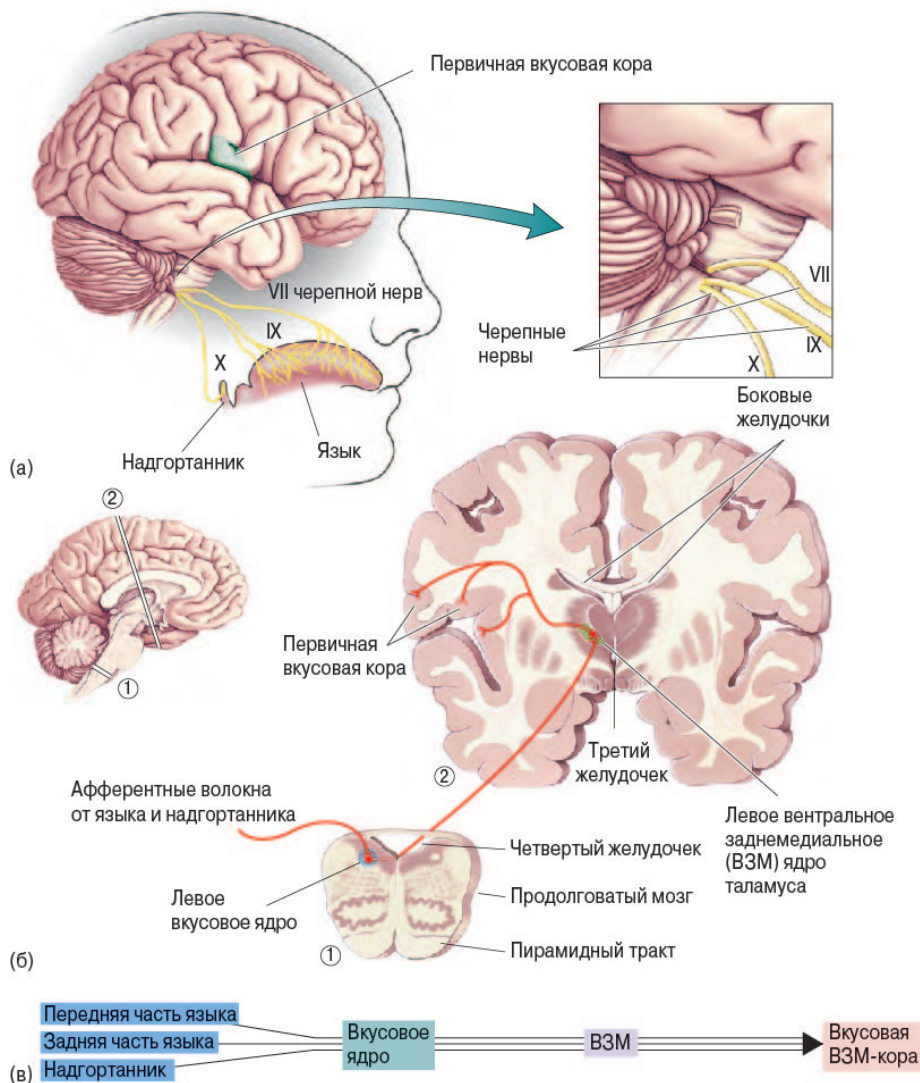 Первичная вкусовая кора
VII черепной нерв
IX
X
Надгортанник
Язык
(а)
VII
Черепные
нервы
IX
X
Боковые
желудочки
②
①
Первичная
вкусовая кора
Третий
желудочек
②
Левое вентральное
заднемедиальное
(ВЗМ) ядро
таламуса
Афферентные волокна
от языка и надгортанника
Четвертый желудочек
Левое
вкусовое ядро
Продолговатый мозг
Пирамидный тракт
①
(б)
Передняя часть языка
Задняя часть языка
Надгортанник
Вкусовое
ядро
ВЗМ
Вкусовая
ВЗМ-кора
(в)